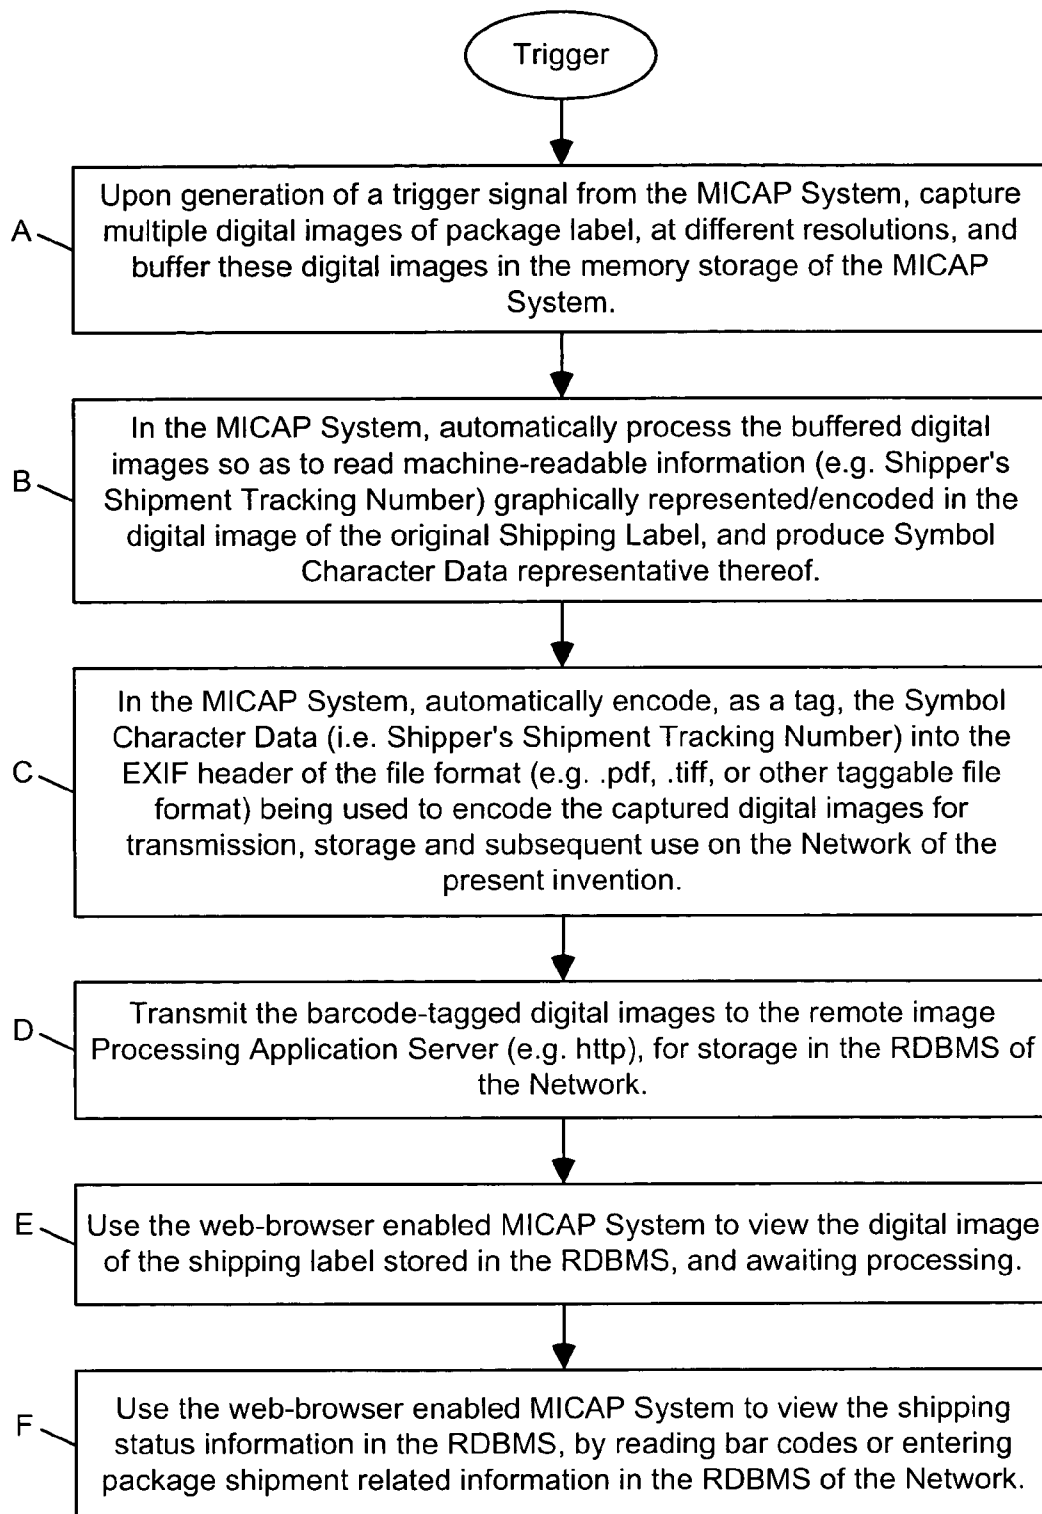 Trigger
A
Upon generation of a trigger signal from the MICAP System, capture
multiple digital images of package label, at different resolutions, and
buffer these digital images in the memory storage of the MICAP
System.
B
In the MICAP System, automatically process the buffered digital
images so as to read machine-readable information (e.g. Shipper's
Shipment Tracking Number) graphically represented/encoded in the
digital image of the original Shipping Label, and produce Symbol
Character Data representative thereof.
C
In the MICAP System, automatically encode, as a tag, the Symbol
Character Data (i.e. Shipper's Shipment Tracking Number) into the
EXIF header of the file format (e.g. .pdf, .tiff, or other taggable file
format) being used to encode the captured digital images for
transmission, storage and subsequent use on the Network of the
present invention.
D
Transmit the barcode-tagged digital images to the remote image
Processing Application Server (e.g. http), for storage in the RDBMS of
the Network.
E
Use the web-browser enabled MICAP System to view the digital image
of the shipping label stored in the RDBMS, and awaiting processing.
F
Use the web-browser enabled MICAP System to view the shipping
status information in the RDBMS, by reading bar codes or entering
package shipment related information in the RDBMS of the Network.